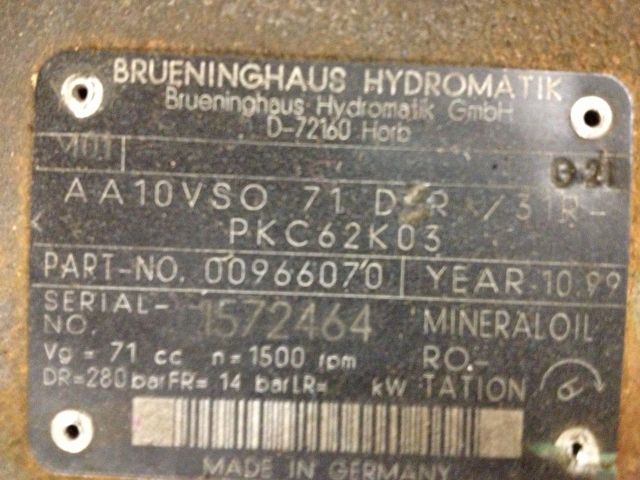 BRUENINGHAUS HYDROMATIK
Brueninghaus Hydromatik GmbH
D-72160 Horb
M01
AA10VSO 71 D R /31R-
PKC62K03
PART-NO. 00966070 YEAR 10.99
SERIAL-NO. 1572464 MINERALOIL
Vg = 71 cc n = 1500 rpm RO.-
DR=280 bar FR= 14 bar LR= kW TATION
MADE IN GERMANY